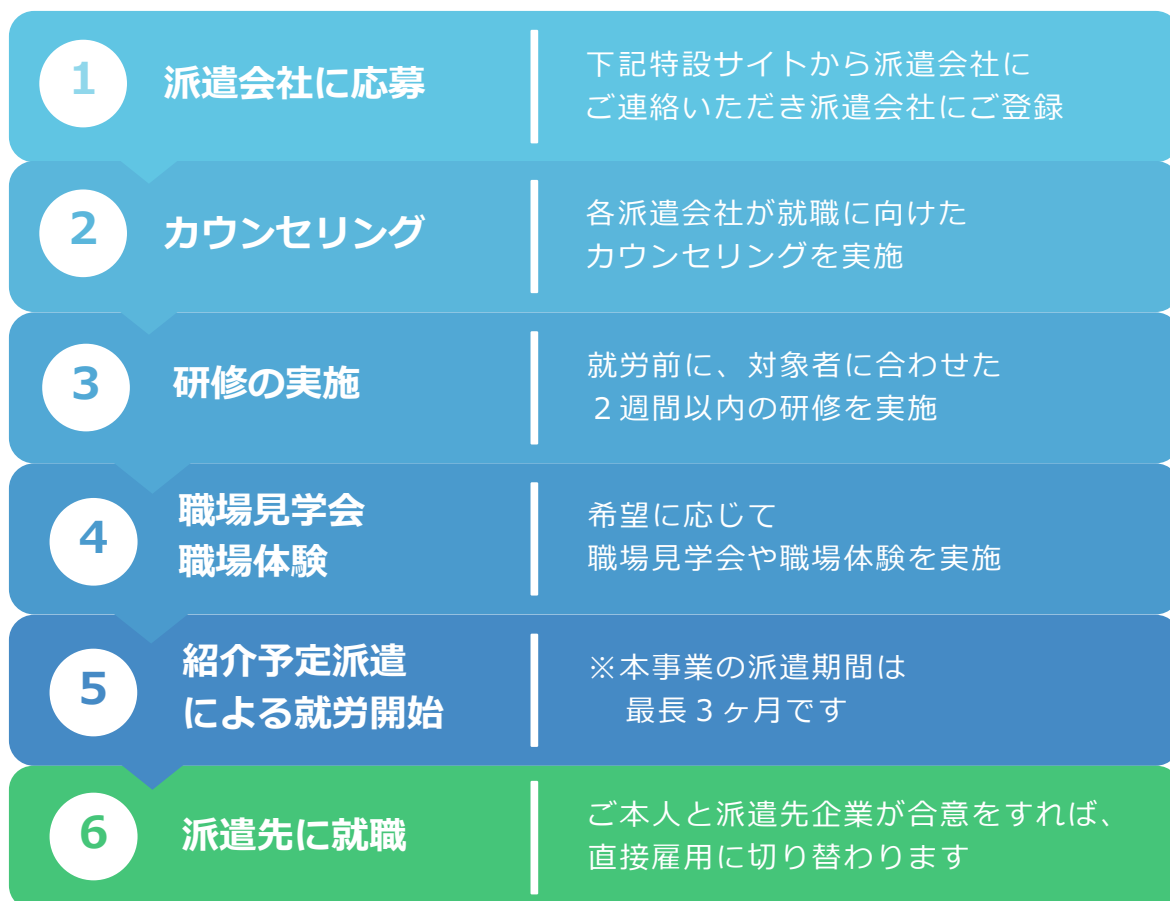 1
派遣会社に応募
下記特設サイトから派遣会社に
ご連絡いただき派遣会社にご登録
2
カウンセリング
各派遣会社が就職に向けた
カウンセリングを実施
3
研修の実施
就労前に、対象者に合わせた
２週間以内の研修を実施
4
職場見学会
職場体験
希望に応じて
職場見学会や職場体験を実施
5
紹介予定派遣
による就労開始
※本事業の派遣期間は
最長３ヶ月です
6
派遣先に就職
ご本人と派遣先企業が合意をすれば、
直接雇用に切り替わります